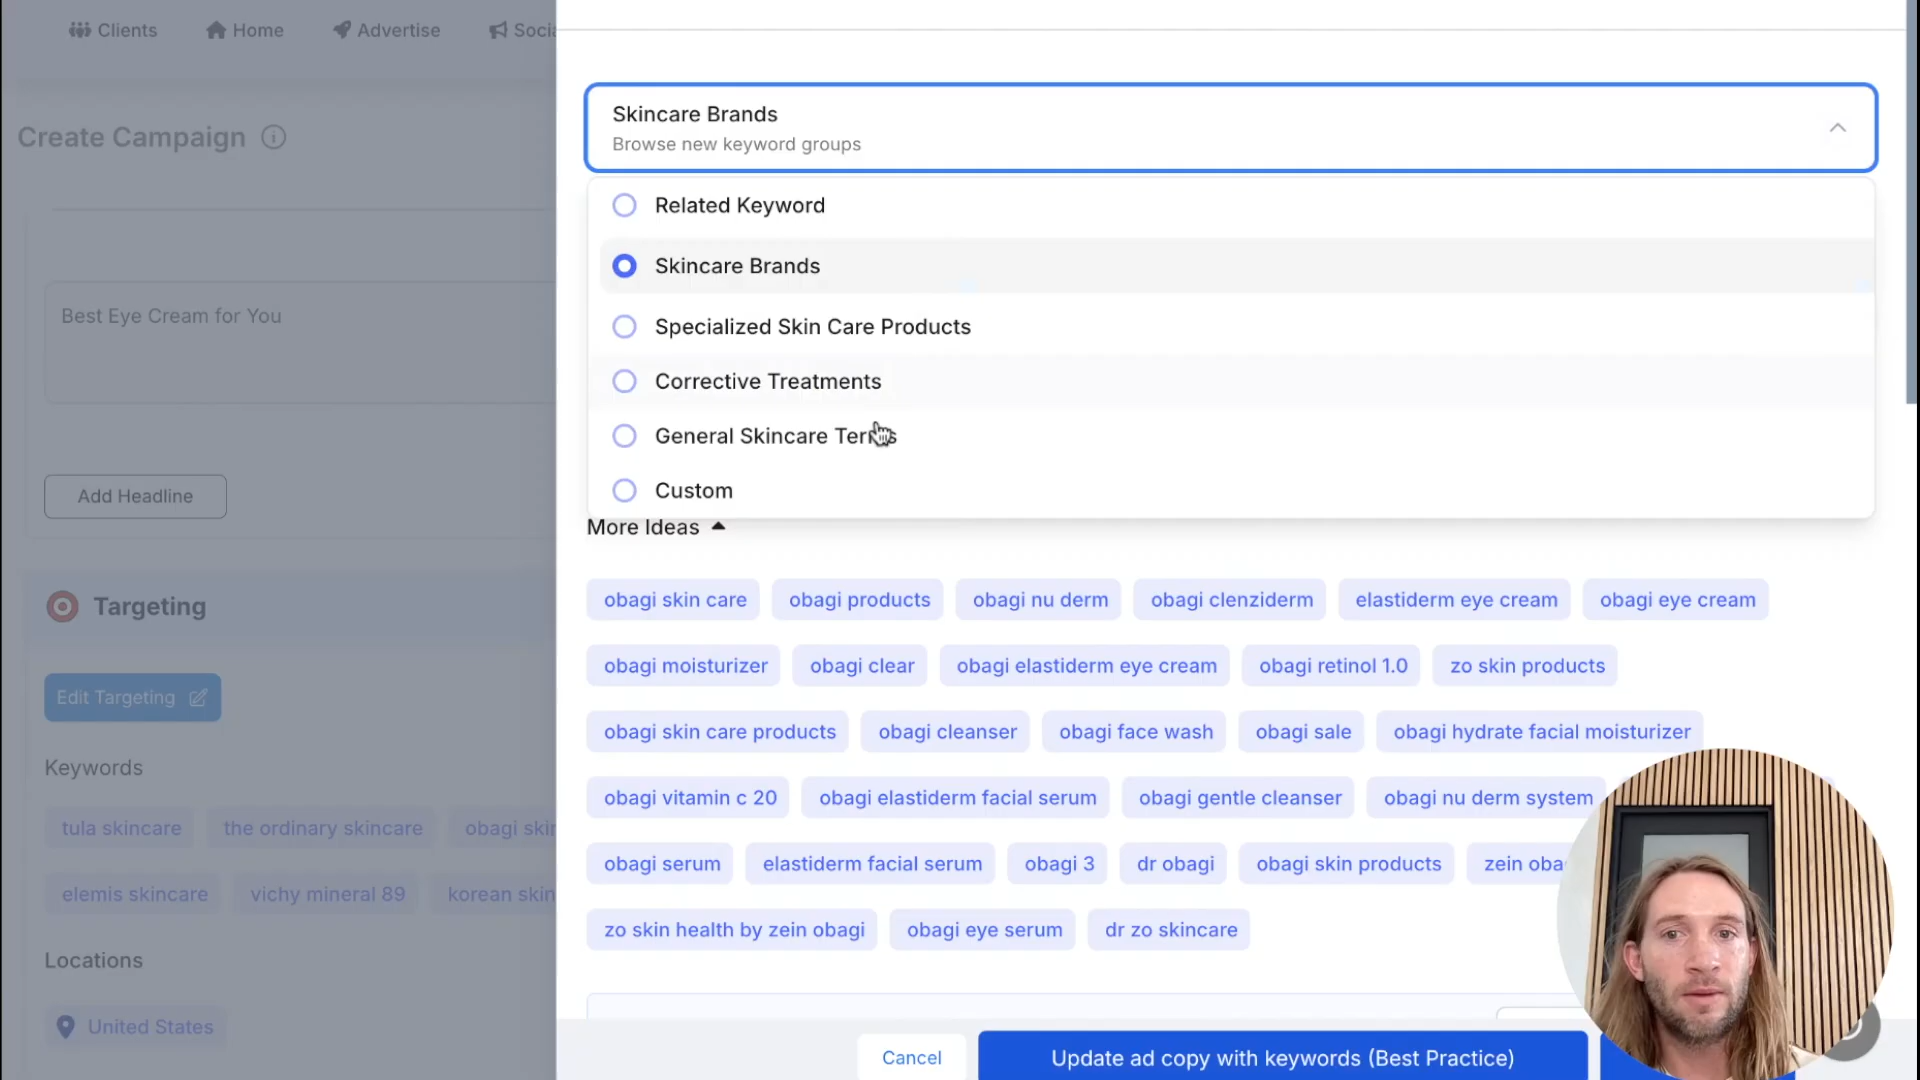 Clients Home Advertise
Create Campaign
Best Eye Cream for You
Add Headline
Targeting
Edit Targeting
Keywords
tula skincare the ordinary skincare obagi
elemis skincare vichy mineral 89 korean
Locations
United States
Skincare Brands
Browse new keyword groups
Related Keyword
Skincare Brands
Specialized Skin Care Products
Corrective Treatments
General Skincare Terms
Custom
More Ideas
obagi skin care obagi products obagi nu derm obagi clenziderm elastiderm eye cream obagi eye cream
obagi moisturizer obagi clear obagi elastiderm eye cream obagi retinol 1.0 zo skin products
obagi skin care products obagi cleanser obagi face wash obagi sale obagi hydrate facial moisturizer
obagi vitamin c 20 obagi elastiderm facial serum obagi gentle cleanser obagi nu derm system
obagi serum elastiderm facial serum obagi 3 dr obagi obagi skin products zein
zo skin health by zein obagi obagi eye serum dr zo skincare
Cancel Update ad copy with keywords (Best Practice)